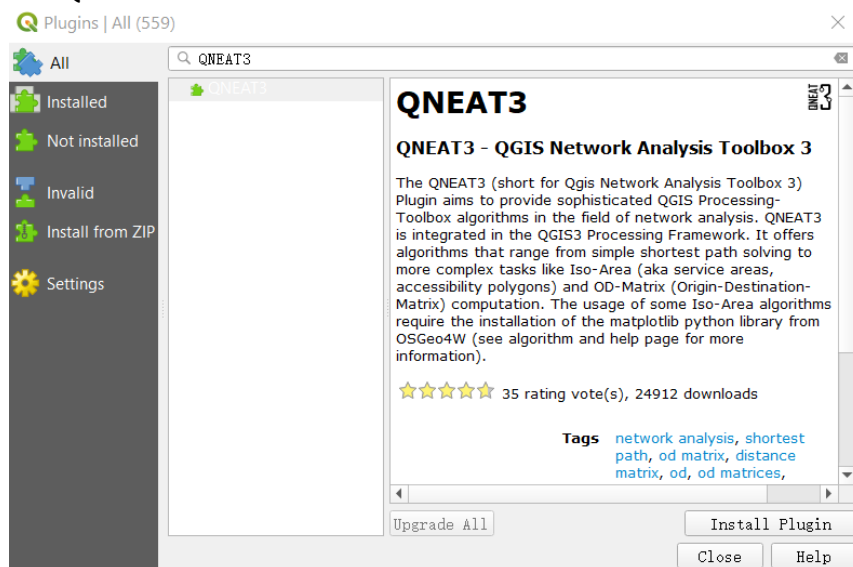 Plugins | All (559)
All
Installed
Not installed
Invalid
Install from ZIP
Settings
QNEAT3
QNEAT3
QNEAT3
QNEAT
3
QNEAT3 - QGIS Network Analysis Toolbox 3
The QNEAT3 (short for Qgis Network Analysis Toolbox 3)
Plugin aims to provide sophisticated QGIS Processing-
Toolbox algorithms in the field of network analysis. QNEAT3
is integrated in the QGIS3 Processing Framework. It offers
algorithms that range from simple shortest path solving to
more complex tasks like Iso-Area (aka service areas,
accessibility polygons) and OD-Matrix (Origin-Destination-
Matrix) computation. The usage of some Iso-Area algorithms
require the installation of the matplotlib python library from
OSGeo4W (see algorithm and help page for more
information).
35 rating vote(s), 24912 downloads
Tags network analysis, shortest
path, od matrix, distance
matrix, od, od matrices,
Upgrade All
Install Plugin
Close
Help